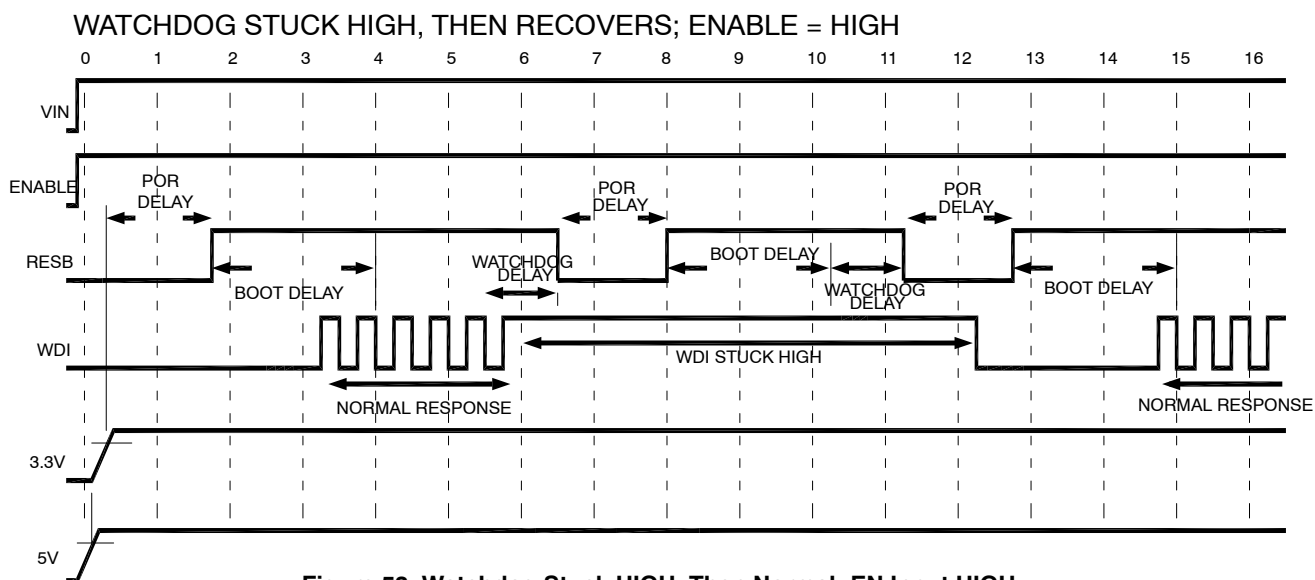 WATCHDOG STUCK HIGH, THEN RECOVERS; ENABLE = HIGH
0 1 2 3 4 5 6 7 8 9 10 11 12 13 14 15 16
VIN
ENABLE
POR
DELAY
POR
DELAY
POR
DELAY
RESB
BOOT DELAY
WATCHDOG
DELAY
BOOT DELAY
WATCHDOG
DELAY
BOOT DELAY
WDI
WDI STUCK HIGH
NORMAL RESPONSE
NORMAL RESPONSE
3.3V
5V